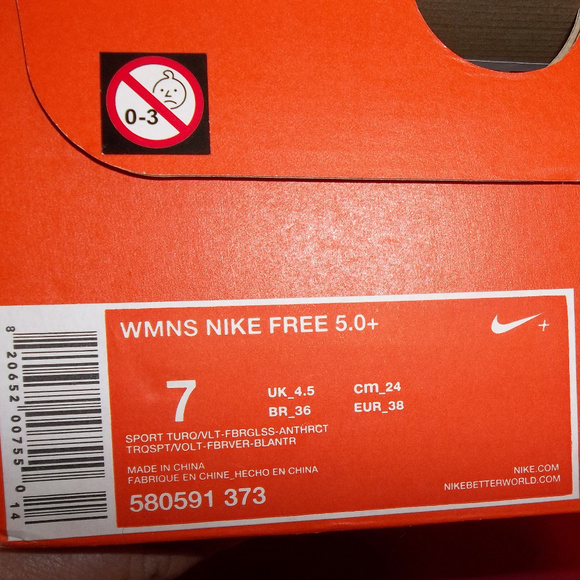 0-3
WMNS NIKE FREE 5.0+
+
7
UK_4.5 cm_24
BR_36 EUR_38
SPORT TURQ/VLT-FBRGLSS-ANTHRCT
TRQSPT/VOLT-FBRVER-BLANTR
MADE IN CHINA
FABRIQUE EN CHINE_HECHO EN CHINA
580591 373
NIKE.COM
NIKEBETTERWORLD.COM
8 20652 00755 0 14